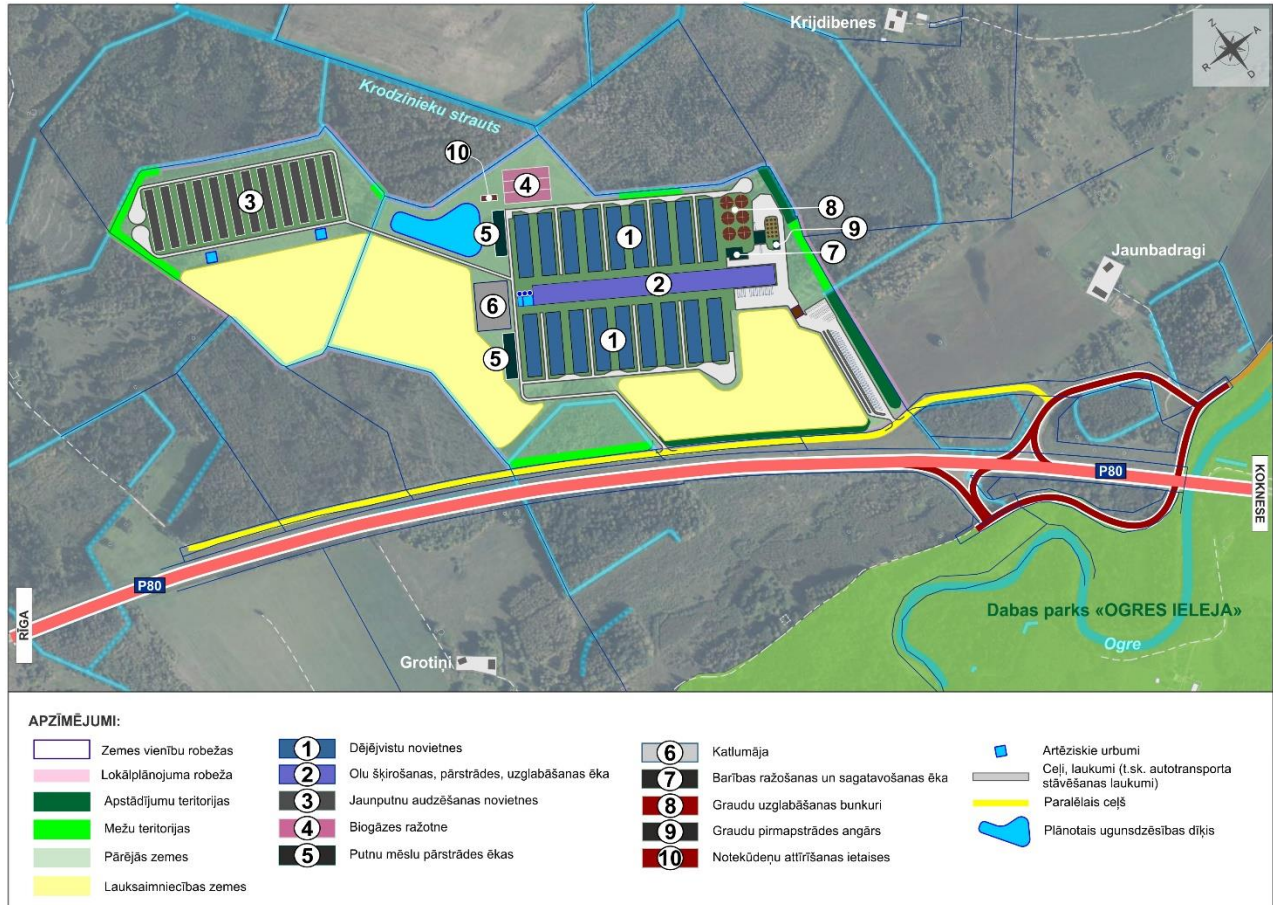 Krijdibenes
Z
A
R
D
Krodzinieku strauts
10
4
3
5
1
8
9
7
Jaunbadragi
2
6
1
5
P80
KOKNESE
P80
RĪGA
Dabas parks «OGRES IELEJA»
Ogre
Grotiņi
APZĪMĒJUMI:
Zemes vienību robežas
Lokālplānojuma robeža
Apstādījumu teritorijas
Mežu teritorijas
Pārējās zemes
Lauksaimniecības zemes
1 Dējējvistu novietnes
2 Olu šķirošanas, pārstrādes, uzglabāšanas ēka
3 Jaunputnu audzēšanas novietnes
4 Biogāzes ražotne
5 Putnu mēslu pārstrādes ēkas
6 Katlumāja
7 Barības ražošanas un sagatavošanas ēka
8 Graudu uzglabāšanas bunkuri
9 Graudu pirmapstrādes angārs
10 Notekūdeņu attīrīšanas ietaises
Artēziskie urbumi
Ceļi, laukumi (t.sk. autotransporta
stāvēšanas laukumi)
Paralēlais ceļš
Plānotais ugunsdzēsības dīķis